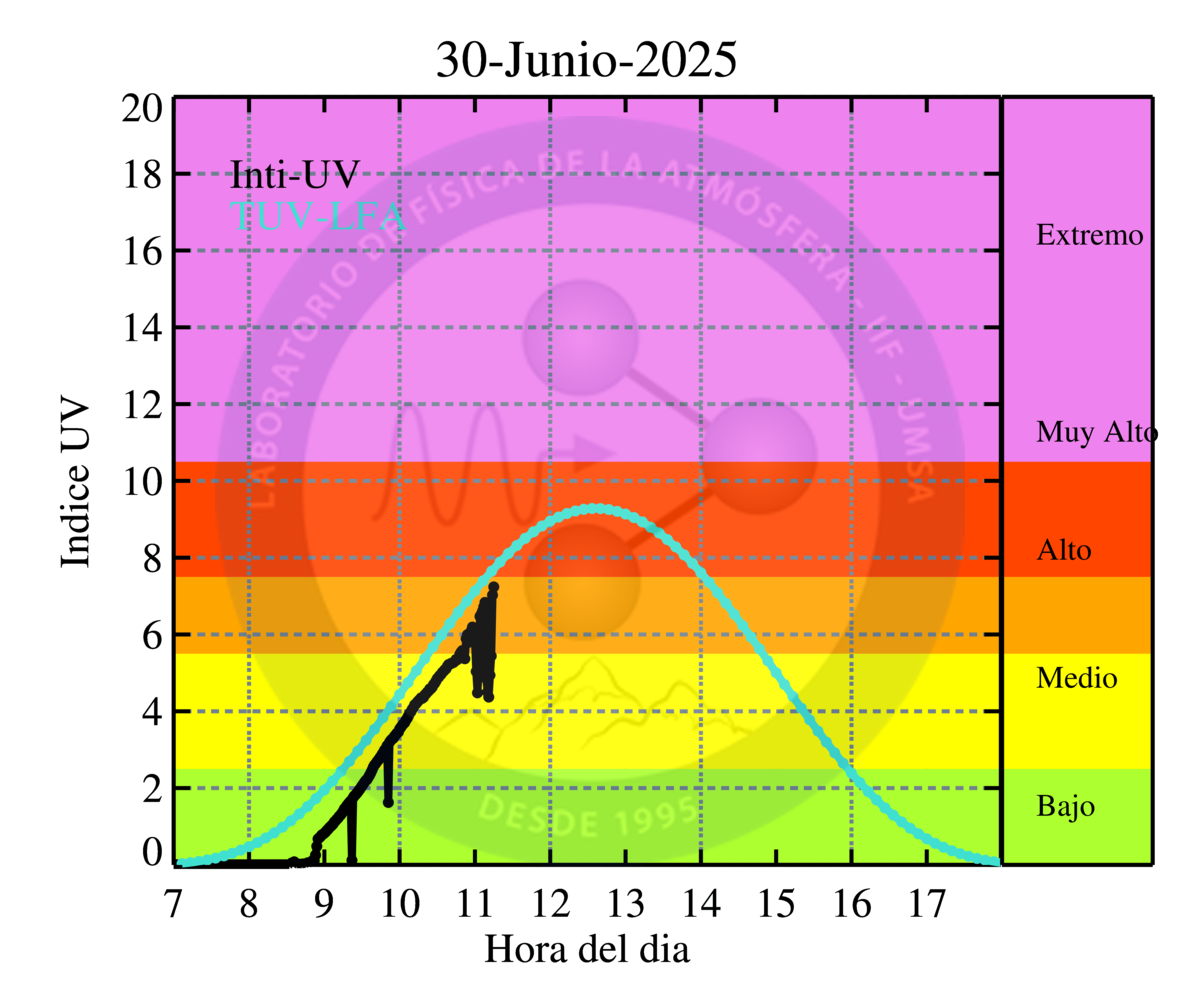 30-Junio-2025
20
18
16
14
12
10
8
6
4
2
0
Indice UV
Inti-UV
TUV-LFA
LABORATORIO DE FÍSICA DE LA ATMÓSFERA - IIF - UMSA
DESDE 1995
Extremo
Muy Alto
Alto
Medio
Bajo
7 8 9 10 11 12 13 14 15 16 17
Hora del dia